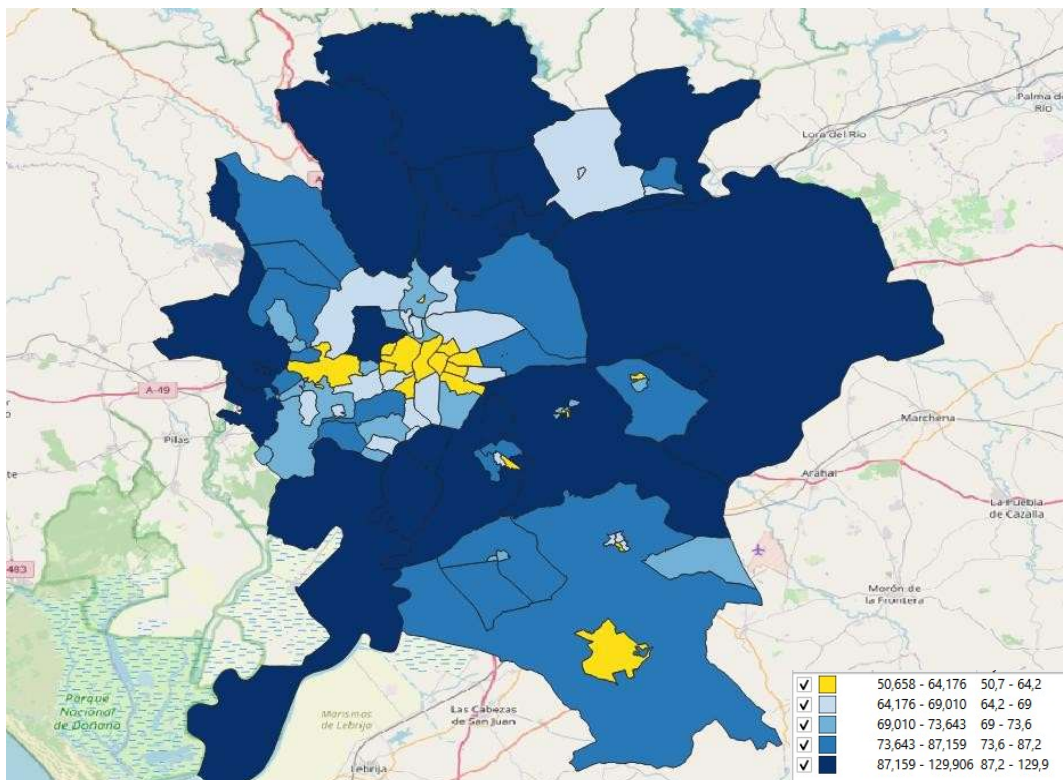 Palma del
Río
Lora del Río
A
A-49
Pilas
Marchena
Arahal
La Puebla
de Cazalla
483
Morón de
la Frontera
Parque
Nacional
de Doñana
Marismas
de Lebrija
Las Cabezas
de San Juan
Lebrija
50,658 - 64,176 50,7 - 64,2
64,176 - 69,010 64,2 - 69
69,010 - 73,643 69 - 73,6
73,643 - 87,159 73,6 - 87,2
87,159 - 129,906 87,2 - 129,9